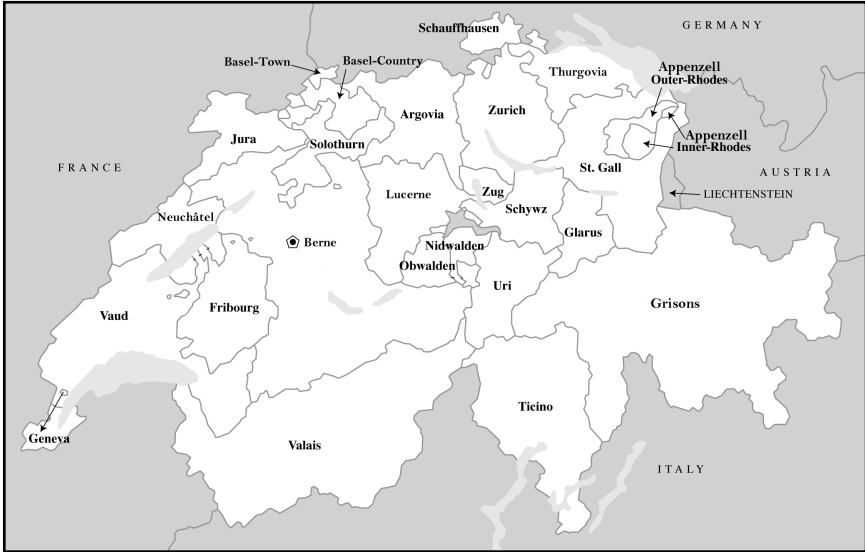 GERMANY
Schauffhausen
Basel-Town
Basel-Country
Thurgovia
Appenzell
Outer-Rhodes
Argovia
Zurich
Jura
Solothurn
Appenzell
Inner-Rhodes
FRANCE
St. Gall
AUSTRIA
Lucerne
Zug
LIECHTENSTEIN
Schywz
Neuchâtel
Glarus
Berne
Nidwalden
Obwalden
Uri
Grisons
Fribourg
Vaud
Ticino
Geneva
Valais
ITALY